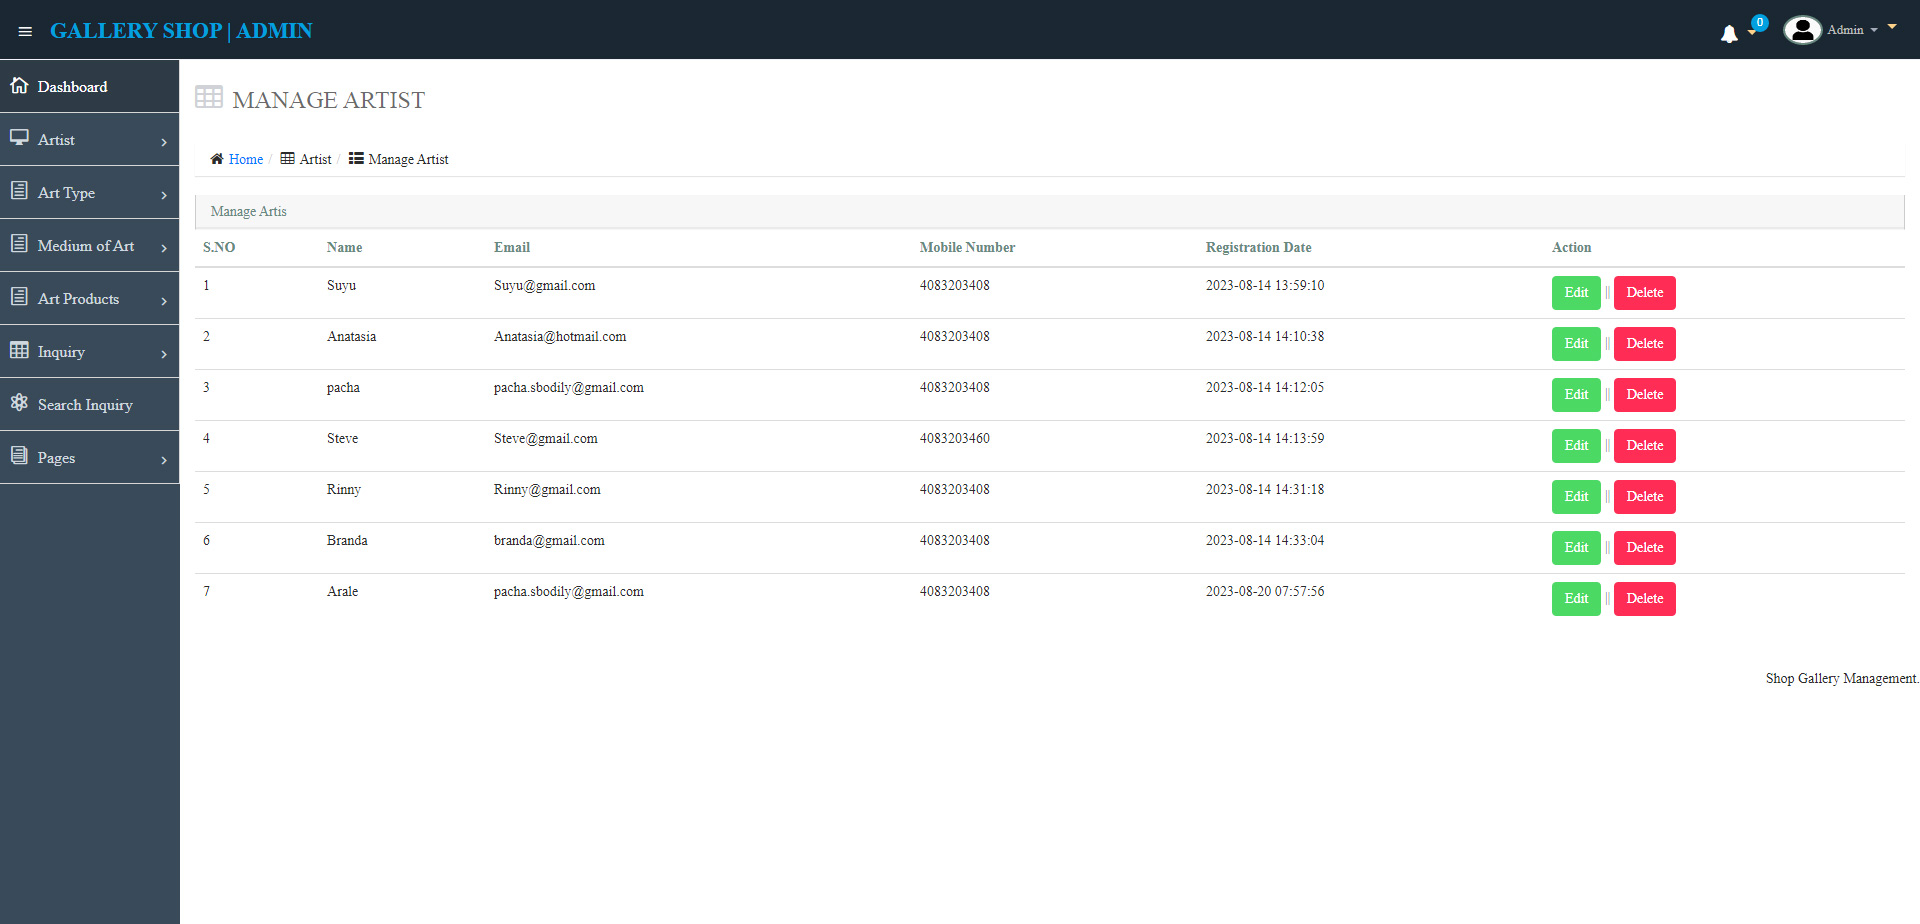 GALLERY SHOP | ADMIN
0
Admin
Dashboard
Artist
Art Type
Medium of Art
Art Products
Inquiry
Search Inquiry
Pages
MANAGE ARTIST
Home / Artist / Manage Artist
Manage Artis
S.NO Name Email Mobile Number Registration Date Action
1 Suyu Suyu@gmail.com 4083203408 2023-08-14 13:59:10 Edit || Delete
2 Anatasia Anatasia@hotmail.com 4083203408 2023-08-14 14:10:38 Edit || Delete
3 pacha pacha.sbodily@gmail.com 4083203408 2023-08-14 14:12:05 Edit || Delete
4 Steve Steve@gmail.com 4083203460 2023-08-14 14:13:59 Edit || Delete
5 Rinny Rinny@gmail.com 4083203408 2023-08-14 14:31:18 Edit || Delete
6 Branda branda@gmail.com 4083203408 2023-08-14 14:33:04 Edit || Delete
7 Arale pacha.sbodily@gmail.com 4083203408 2023-08-20 07:57:56 Edit || Delete
Shop Gallery Management.